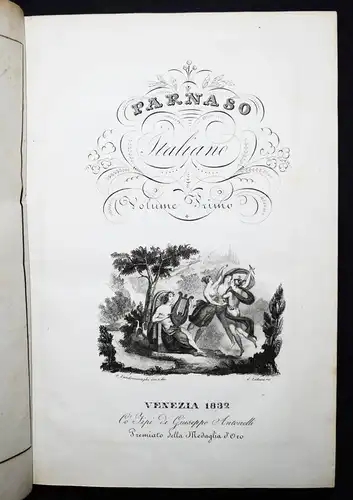 PARNASO
Italiano
Volume Primo
VENEZIA 1832
Co' Tipi di Giuseppe Antonelli
Premiato della Medaglia d'Oro